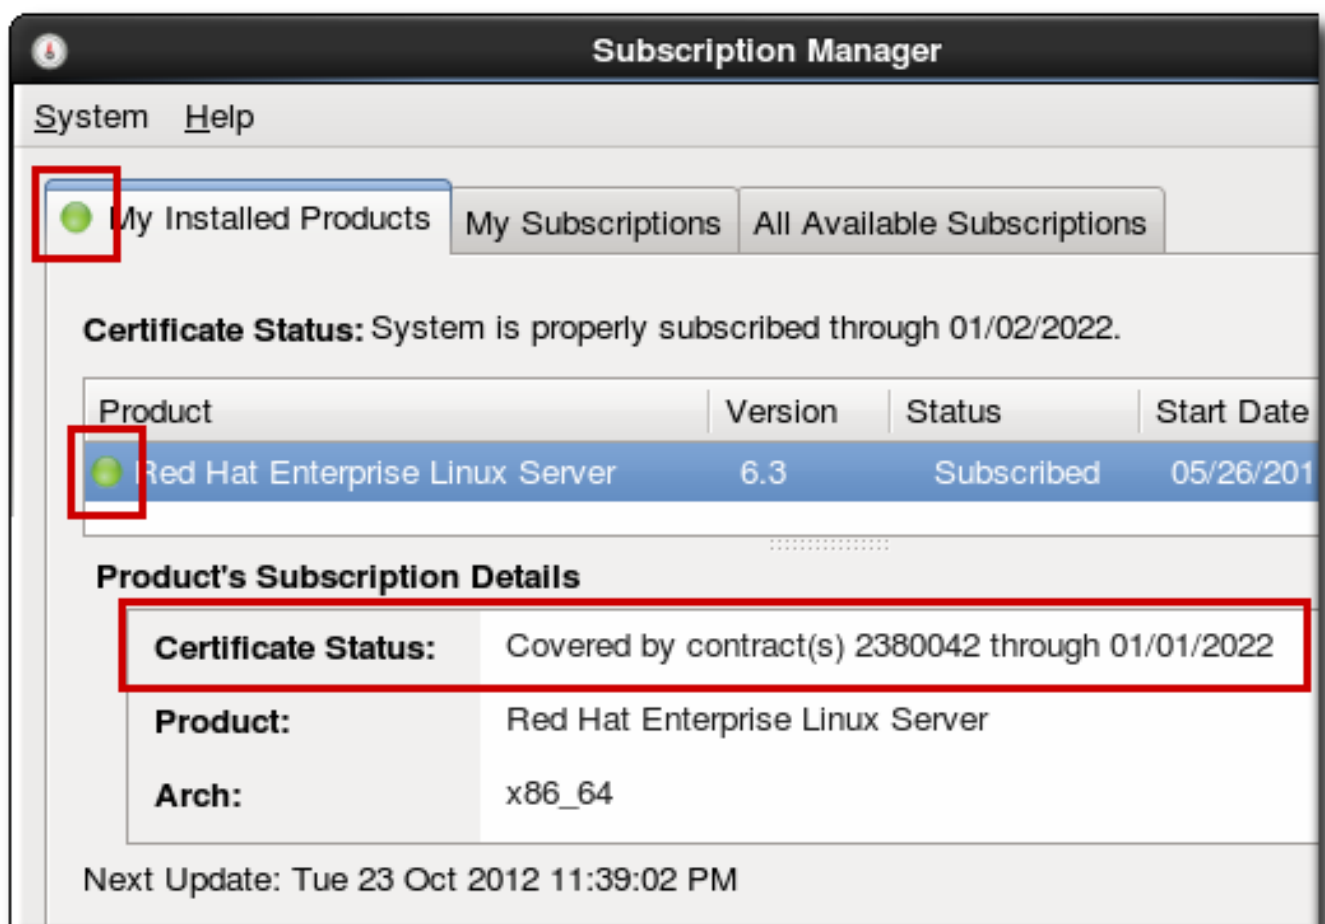 Subscription Manager
System Help
My Installed Products My Subscriptions All Available Subscriptions
Certificate Status: System is properly subscribed through 01/02/2022.
Product Version Status Start Date
Red Hat Enterprise Linux Server 6.3 Subscribed 05/26/201
Product's Subscription Details
Certificate Status: Covered by contract(s) 2380042 through 01/01/2022
Product: Red Hat Enterprise Linux Server
Arch: x86_64
Next Update: Tue 23 Oct 2012 11:39:02 PM